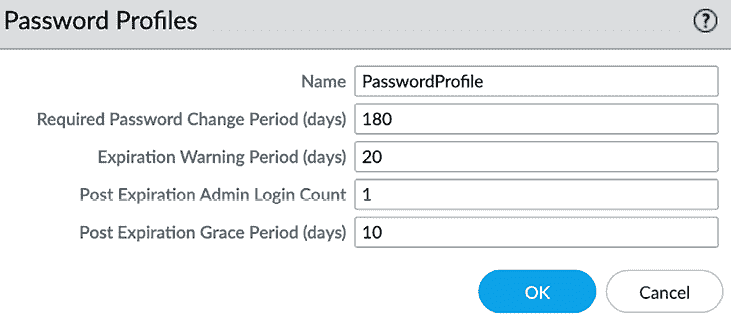 Password Profiles ?
Name PasswordProfile
Required Password Change Period (days) 180
Expiration Warning Period (days) 20
Post Expiration Admin Login Count 1
Post Expiration Grace Period (days) 10
OK Cancel